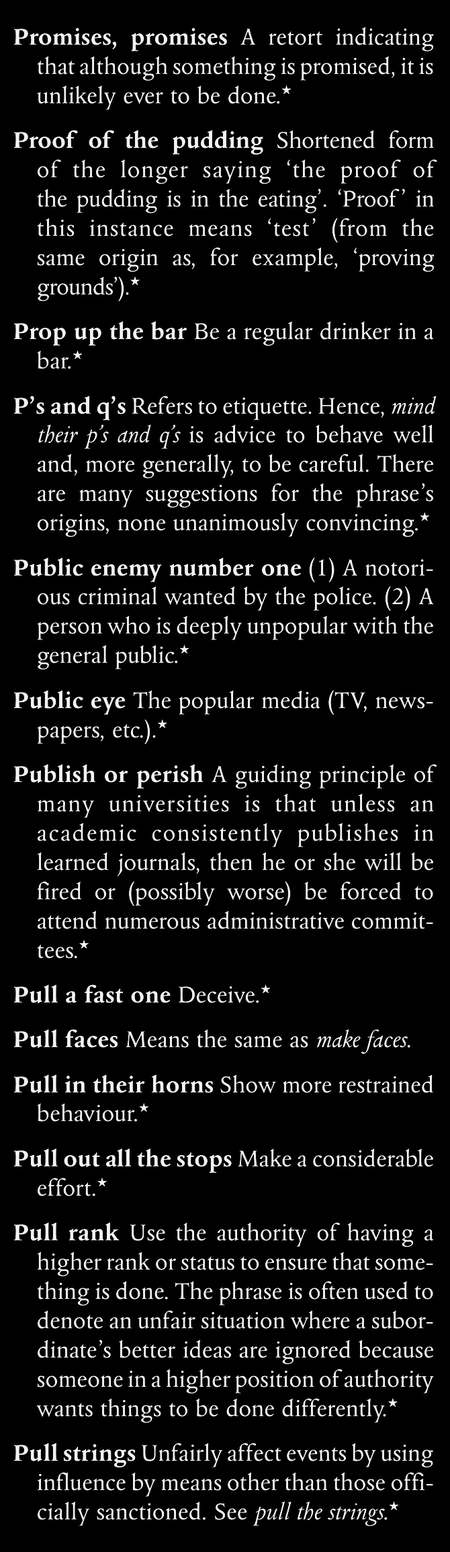 Promises, promises A retort indicating
that although something is promised, it is
unlikely ever to be done.★
Proof of the pudding Shortened form
of the longer saying ‘the proof of
the pudding is in the eating’. ‘Proof’ in
this instance means ‘test’ (from the
same origin as, for example, ‘proving
grounds’).★
Prop up the bar Be a regular drinker in a
bar.★
P’s and q’s Refers to etiquette. Hence, mind
their p’s and q’s is advice to behave well
and, more generally, to be careful. There
are many suggestions for the phrase’s
origins, none unanimously convincing.★
Public enemy number one (1) A notori-
ous criminal wanted by the police. (2) A
person who is deeply unpopular with the
general public.★
Public eye The popular media (TV, news-
papers, etc.).★
Publish or perish A guiding principle of
many universities is that unless an
academic consistently publishes in
learned journals, then he or she will be
fired or (possibly worse) be forced to
attend numerous administrative commit-
tees.★
Pull a fast one Deceive.★
Pull faces Means the same as make faces.
Pull in their horns Show more restrained
behaviour.★
Pull out all the stops Make a considerable
effort.★
Pull rank Use the authority of having a
higher rank or status to ensure that some-
thing is done. The phrase is often used to
denote an unfair situation where a subor-
dinate’s better ideas are ignored because
someone in a higher position of authority
wants things to be done differently.★
Pull strings Unfairly affect events by using
influence by means other than those offi-
cially sanctioned. See pull the strings.★